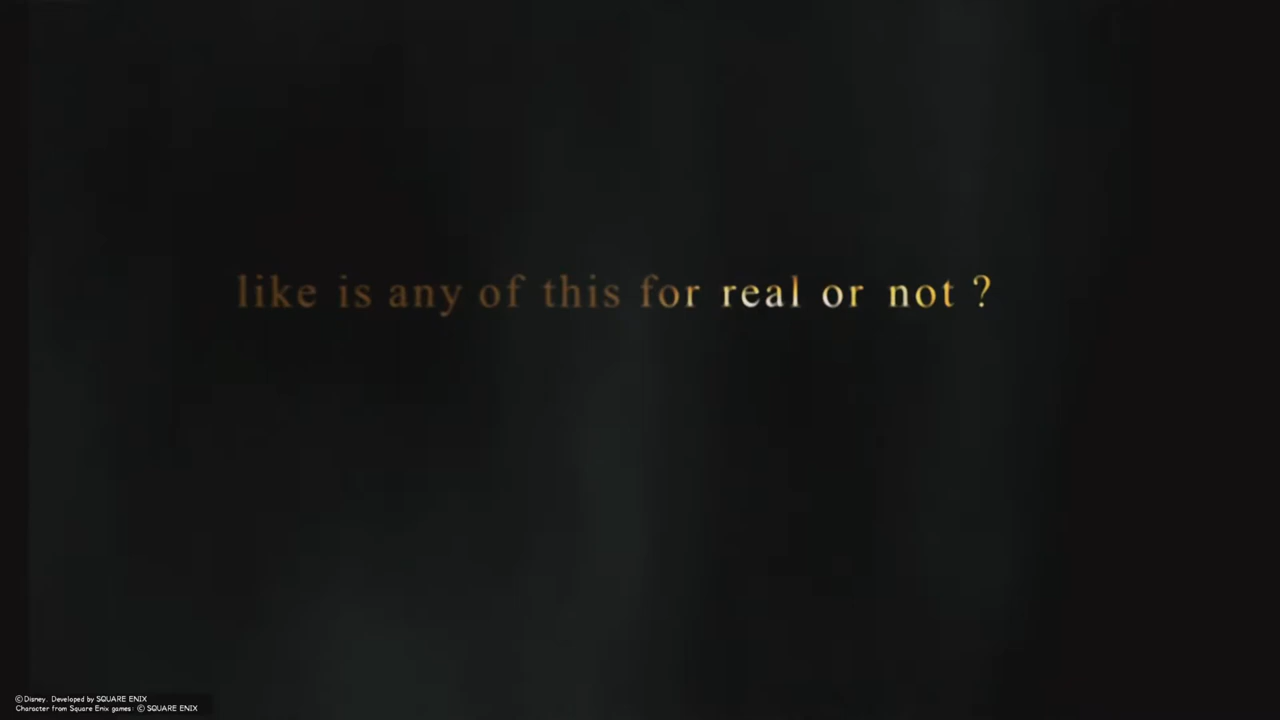 like is any of this for real or not ?
©Disney. Developed by SQUARE ENIX
Character from Square Enix games: © SQUARE ENIX